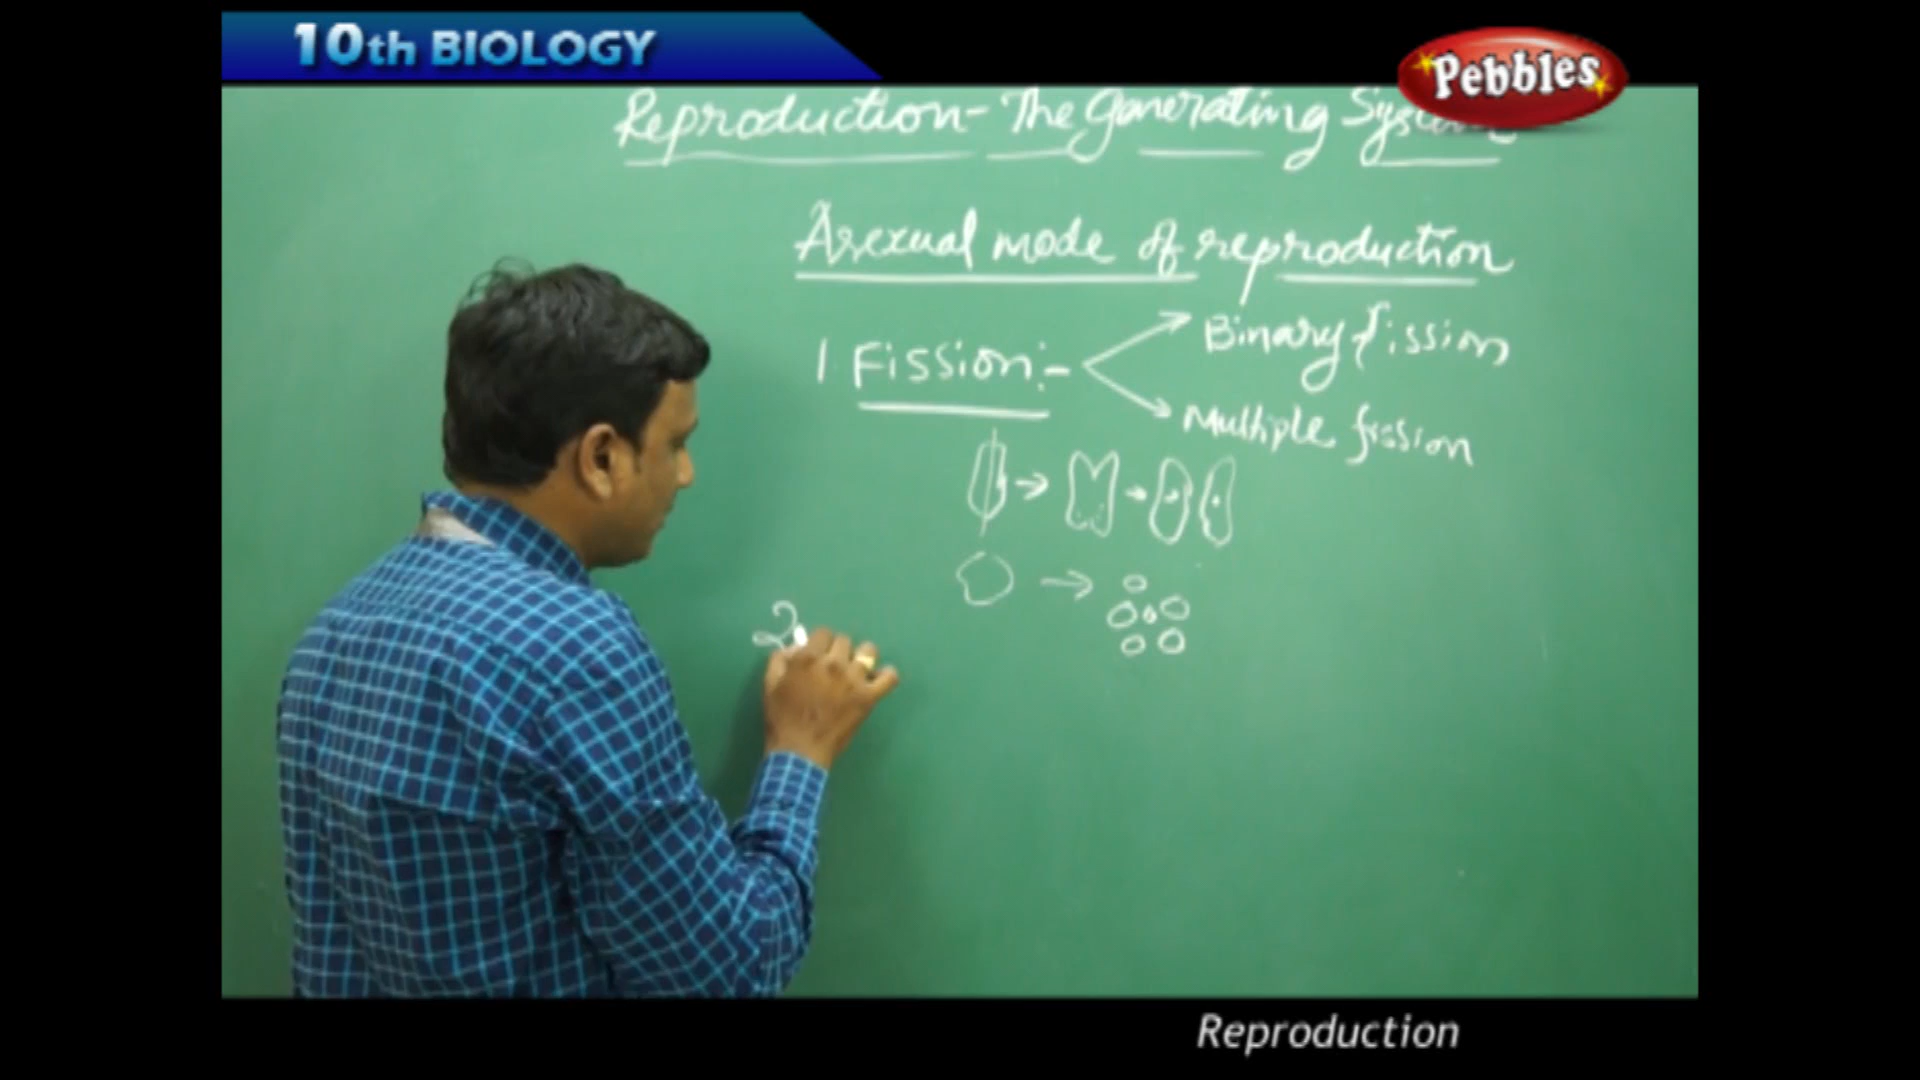 10th BIOLOGY
Pebbles
Reproduction - The Generating System
Asexual mode of reproduction
1. Fission:-
Binary fission
Multiple fission
2
Reproduction